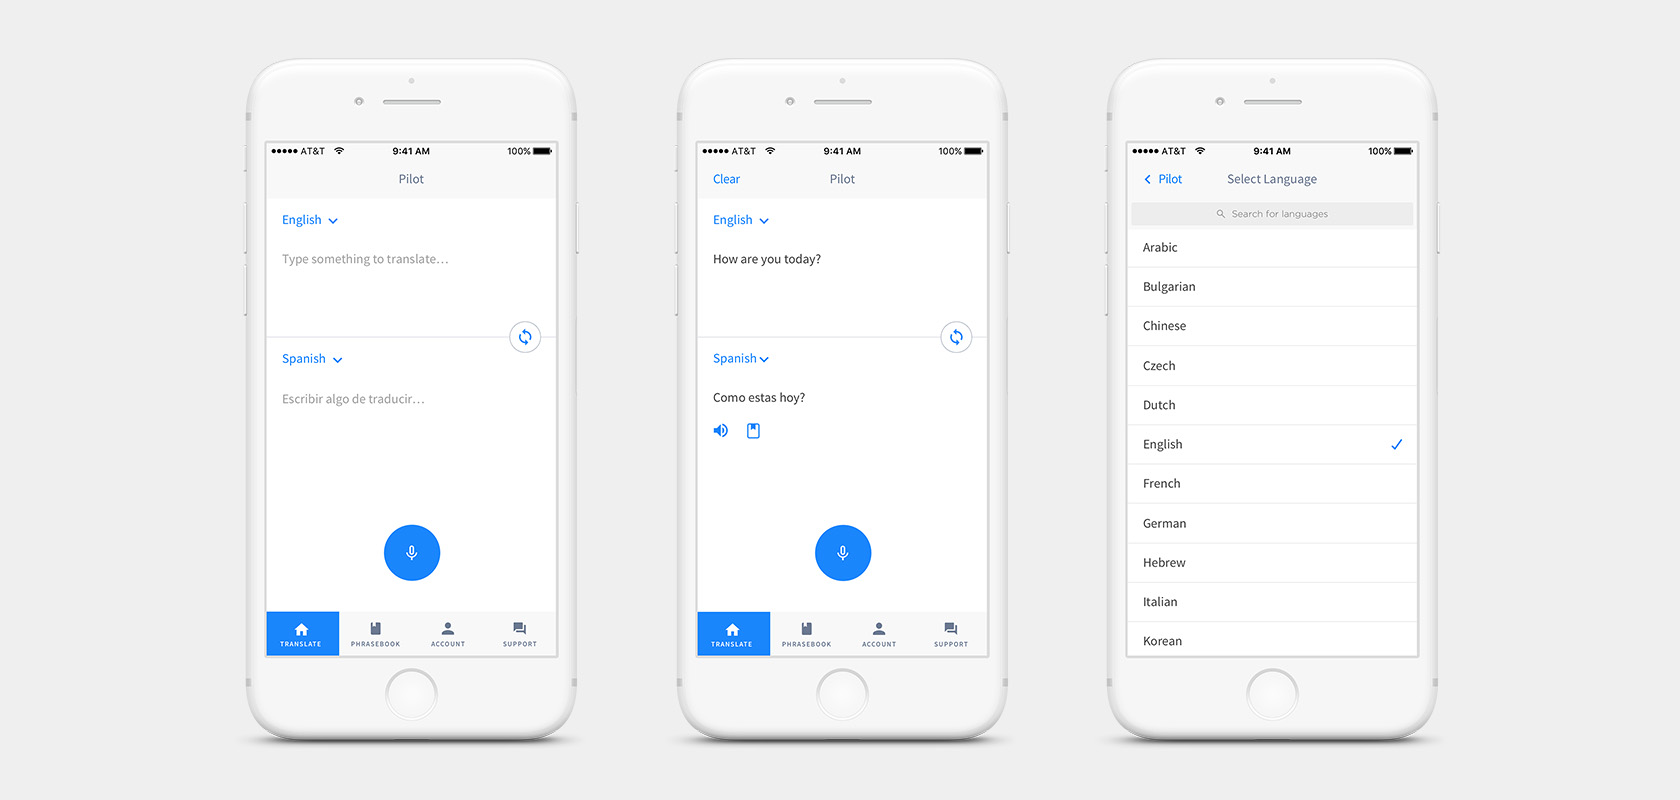 AT&T 9:41 AM 100%
Pilot
English
Type something to translate...
Spanish
Escribir algo de traducir...
TRANSLATE PHRASEBOOK ACCOUNT SUPPORT
AT&T 9:41 AM 100%
Clear Pilot
English
How are you today?
Spanish
Como estas hoy?
TRANSLATE PHRASEBOOK ACCOUNT SUPPORT
AT&T 9:41 AM 100%
Pilot Select Language
Search for languages
Arabic
Bulgarian
Chinese
Czech
Dutch
English
French
German
Hebrew
Italian
Korean